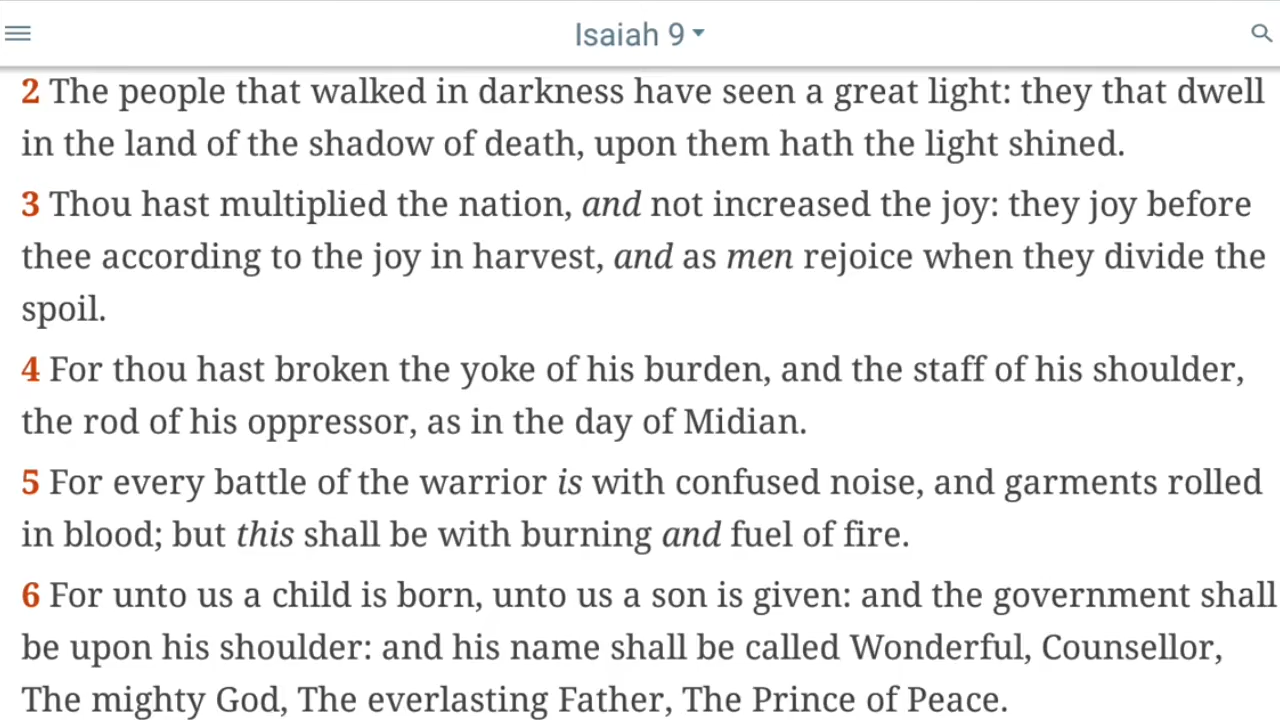 Isaiah 9
2 The people that walked in darkness have seen a great light: they that dwell
in the land of the shadow of death, upon them hath the light shined.
3 Thou hast multiplied the nation, and not increased the joy: they joy before
thee according to the joy in harvest, and as men rejoice when they divide the
spoil.
4 For thou hast broken the yoke of his burden, and the staff of his shoulder,
the rod of his oppressor, as in the day of Midian.
5 For every battle of the warrior is with confused noise, and garments rolled
in blood; but this shall be with burning and fuel of fire.
6 For unto us a child is born, unto us a son is given: and the government shall
be upon his shoulder: and his name shall be called Wonderful, Counsellor,
The mighty God, The everlasting Father, The Prince of Peace.